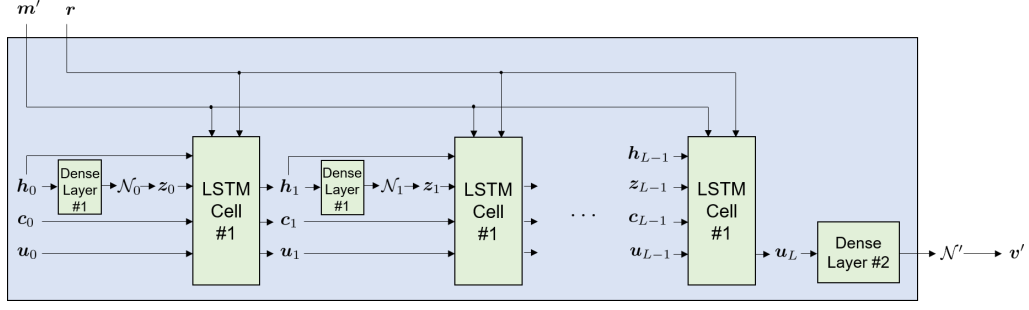 m′ r
h₀ Dense Layer #1 𝒩₀ z₀ LSTM Cell #1 h₁ Dense Layer #1 𝒩₁ z₁ LSTM Cell #1 ... h_{L−1} z_{L−1} LSTM Cell #1
c₀ c₁ c_{L−1}
u₀ u₁ u_{L−1} u_L Dense Layer #2 𝒩′ v′